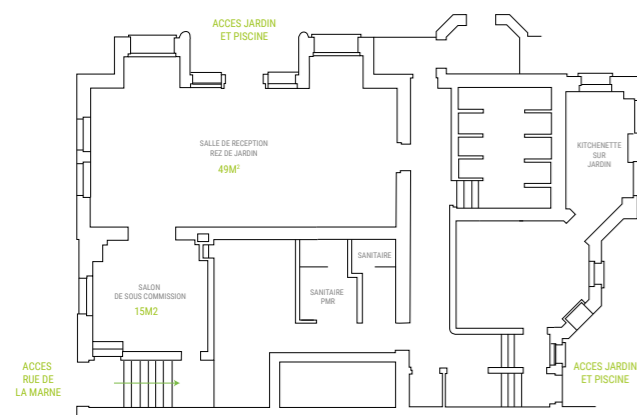 ACCES JARDIN
ET PISCINE
SALLE DE RECEPTION
REZ DE JARDIN
49M²
KITCHENETTE
SUR
JARDIN
SANITAIRE
SANITAIRE
PMR
SALON
DE SOUS COMMISSION
15M2
ACCES
RUE DE
LA MARNE
ACCES JARDIN
ET PISCINE